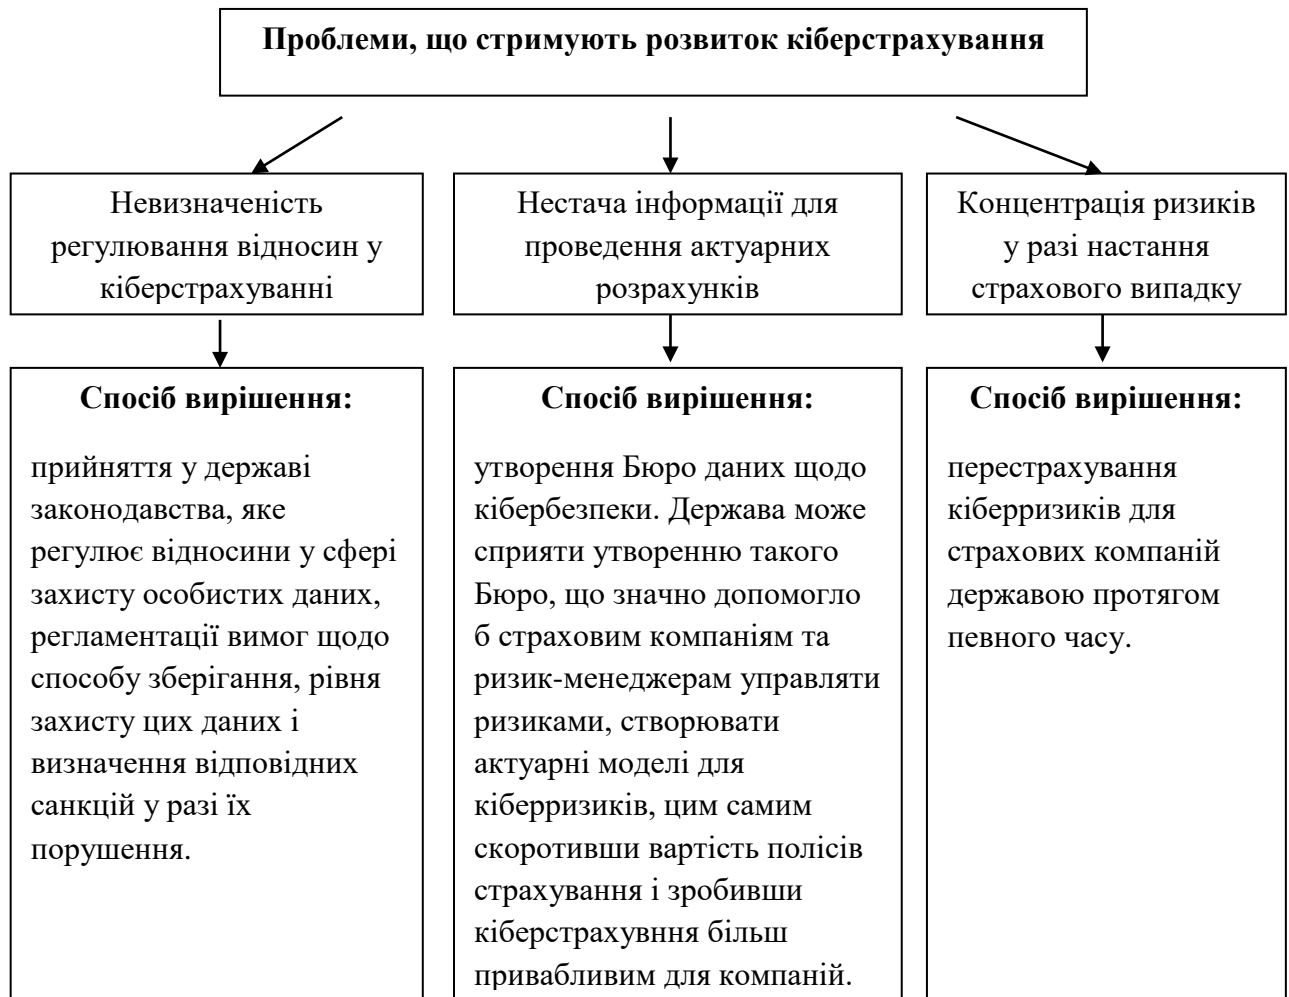 Проблеми, що стримують розвиток кіберстрахування
Невизначеність
регулювання відносин у
кіберстрахуванні
Нестача інформації для
проведення актуарних
розрахунків
Концентрація ризиків
у разі настання
страхового випадку
Спосіб вирішення:
прийняття у державі
законодавства, яке
регулює відносини у сфері
захисту особистих даних,
регламентації вимог щодо
способу зберігання, рівня
захисту цих даних і
визначення відповідних
санкцій у разі їх
порушення.
Спосіб вирішення:
утворення Бюро даних щодо
кібербезпеки. Держава може
сприяти утворенню такого
Бюро, що значно допомогло
б страховим компаніям та
ризик-менеджерам управляти
ризиками, створювати
актуарні моделі для
кіберризиків, цим самим
скоротивши вартість полісів
страхування і зробивши
кіберстрахувння більш
привабливим для компаній.
Спосіб вирішення:
перестрахування
кіберризиків для
страхових компаній
державою протягом
певного часу.